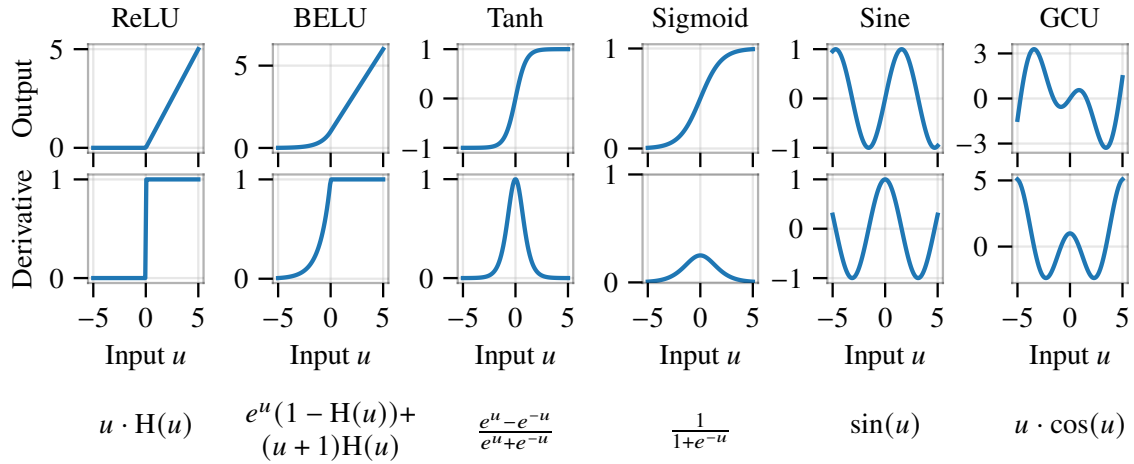 ReLU BELU Tanh Sigmoid Sine GCU
Output
5 0
5 0
1 0 −1
1 0
1 0 −1
3 0 −3
Derivative
1 0
1 0
1 0
1 0
1 0 −1
5 0
−5 0 5 −5 0 5 −5 0 5 −5 0 5 −5 0 5 −5 0 5
Input u Input u Input u Input u Input u Input u
u · H(u)
e^u(1 − H(u))+
(u + 1)H(u)
e^u−e^−u
e^u+e^−u
1
1+e^−u
sin(u)
u · cos(u)